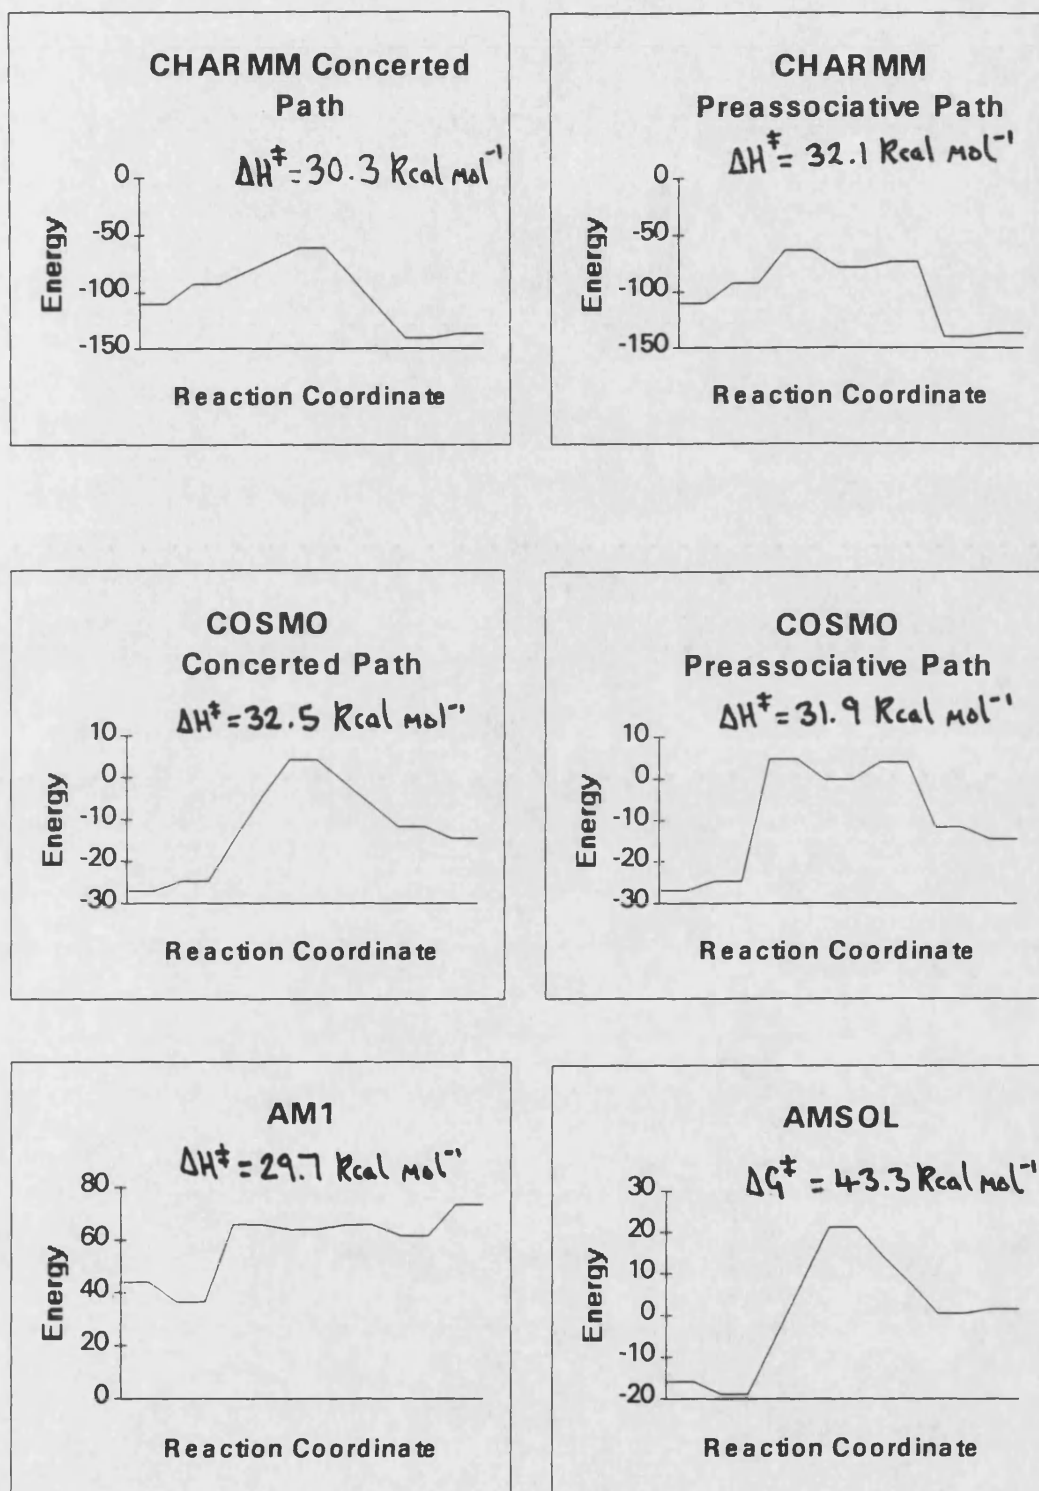 CHARMM Concerted
Path
ΔH‡ = 30.3 Kcal mol⁻¹
0
-50
-100
-150
Energy
Reaction Coordinate
CHARMM
Preassociative Path
ΔH‡ = 32.1 Kcal mol⁻¹
0
-50
-100
-150
Energy
Reaction Coordinate
COSMO
Concerted Path
ΔH‡ = 32.5 Kcal mol⁻¹
10
0
-10
-20
-30
Energy
Reaction Coordinate
COSMO
Preassociative Path
ΔH‡ = 31.9 Kcal mol⁻¹
10
0
-10
-20
-30
Energy
Reaction Coordinate
AM1
ΔH‡ = 29.7 Kcal mol⁻¹
80
60
40
20
0
Energy
Reaction Coordinate
AMSOL
ΔG‡ = 43.3 Kcal mol⁻¹
30
20
10
0
-10
-20
Energy
Reaction Coordinate